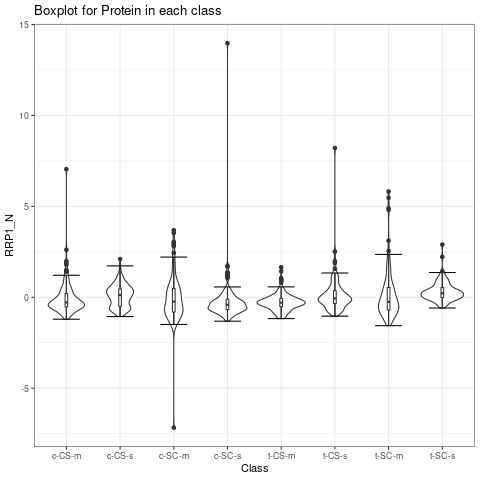 Boxplot for Protein in each class
15
10
5
0
-5
RRP1_N
c-CS-m c-CS-s c-SC-m c-SC-s t-CS-m t-CS-s t-SC-m t-SC-s
Class